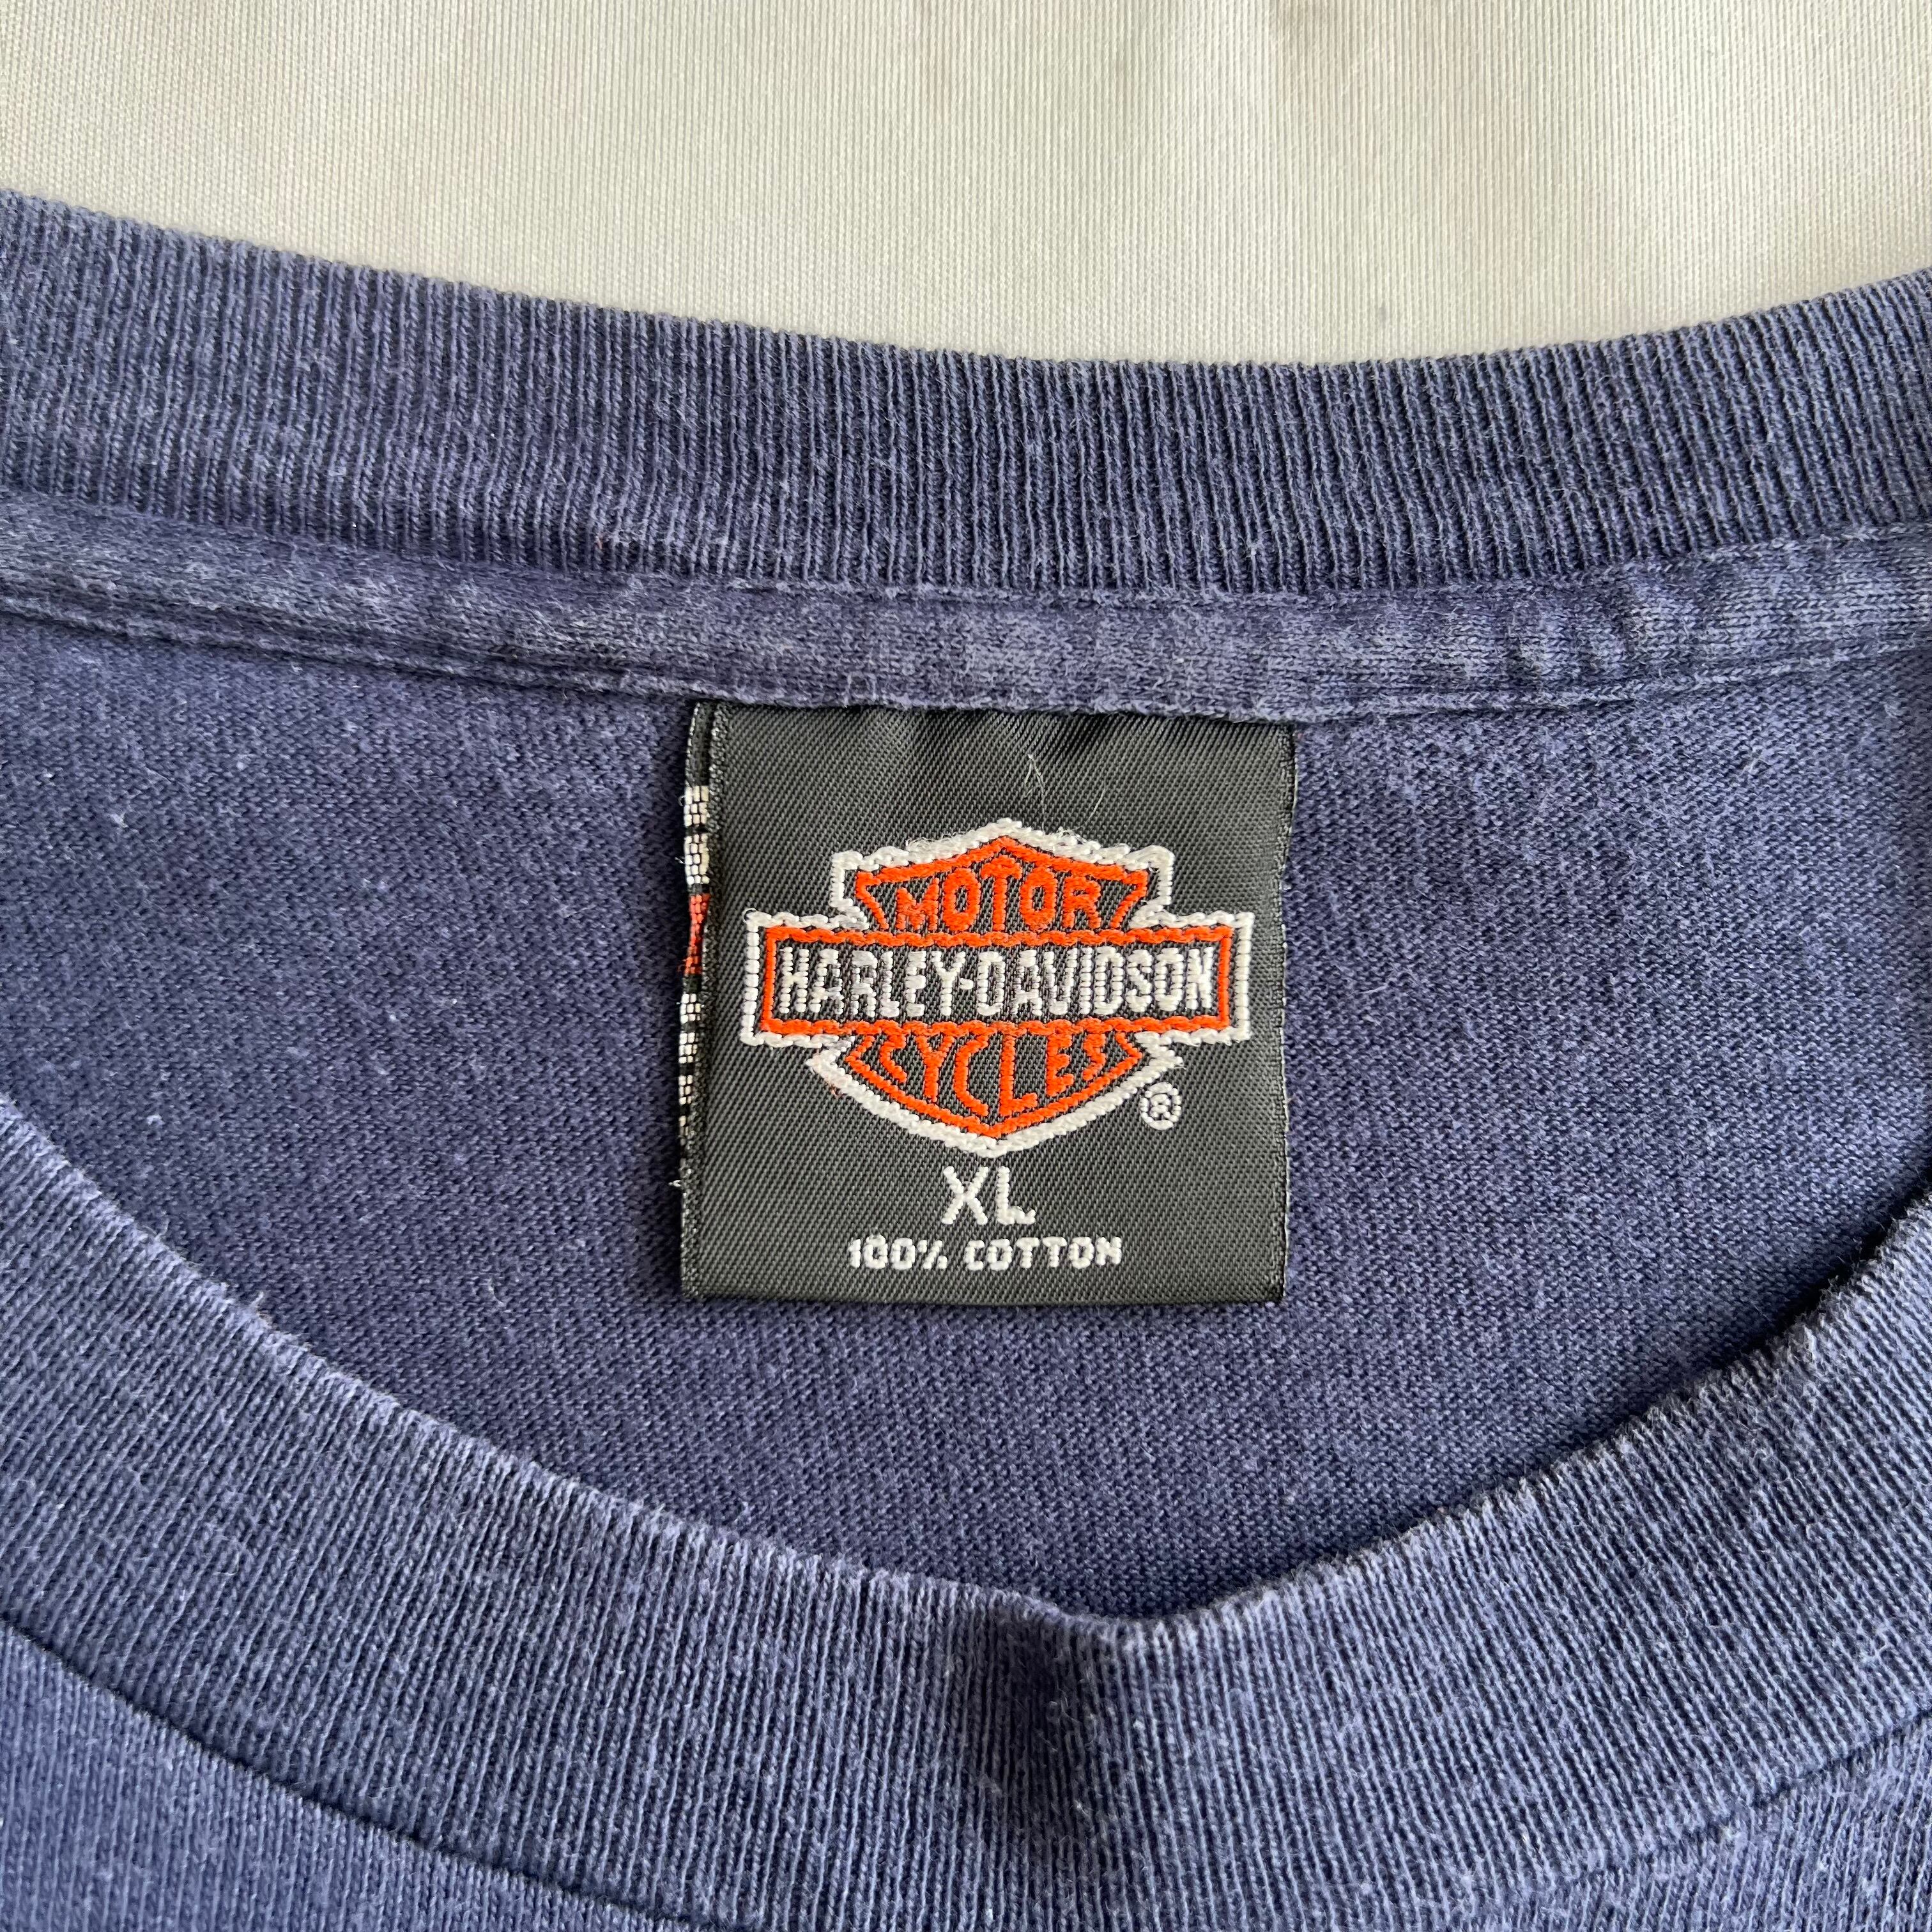 MOTOR
HARLEY-DAVIDSON
CYCLES
®
XL
100% COTTON